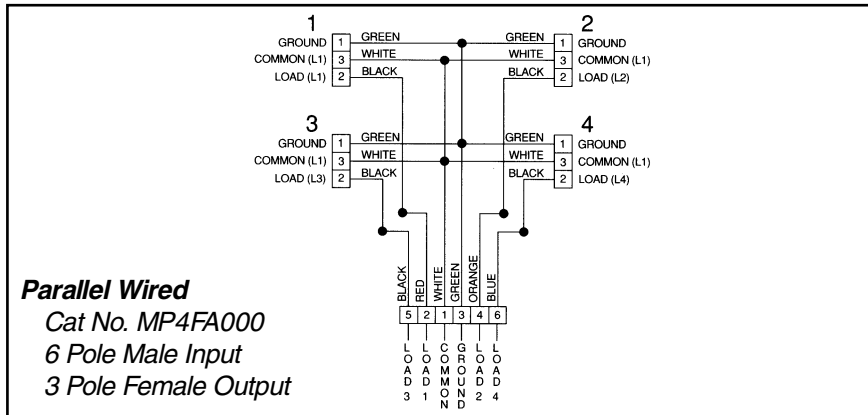 1
GROUND 1 GREEN
COMMON (L1) 3 WHITE
LOAD (L1) 2 BLACK
2
GREEN 1 GROUND
WHITE 3 COMMON (L1)
BLACK 2 LOAD (L2)
3
GROUND 1 GREEN
COMMON (L1) 3 WHITE
LOAD (L3) 2 BLACK
4
GREEN 1 GROUND
WHITE 3 COMMON (L1)
BLACK 2 LOAD (L4)
BLACK RED WHITE GREEN ORANGE BLUE
5 2 1 3 4 6
LOAD 3 LOAD 1 COMMON GROUND LOAD 2 LOAD 4
Parallel Wired
Cat No. MP4FA000
6 Pole Male Input
3 Pole Female Output